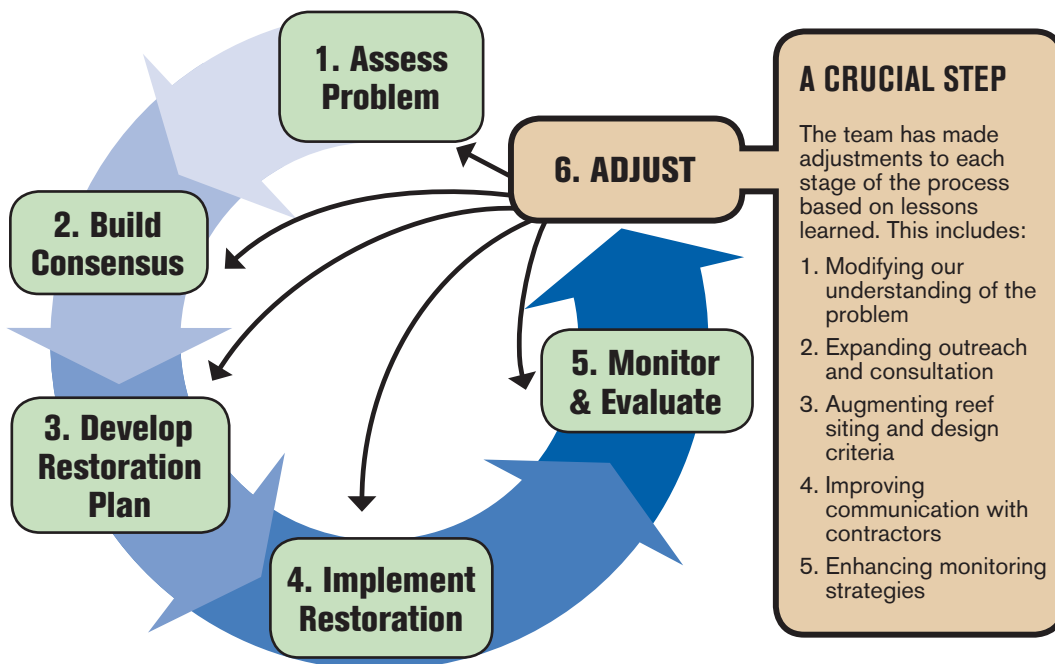 1. Assess
Problem
2. Build
Consensus
3. Develop
Restoration
Plan
4. Implement
Restoration
5. Monitor
& Evaluate
6. ADJUST
A CRUCIAL STEP
The team has made
adjustments to each
stage of the process
based on lessons
learned. This includes:
1. Modifying our
understanding of the
problem
2. Expanding outreach
and consultation
3. Augmenting reef
siting and design
criteria
4. Improving
communication with
contractors
5. Enhancing monitoring
strategies